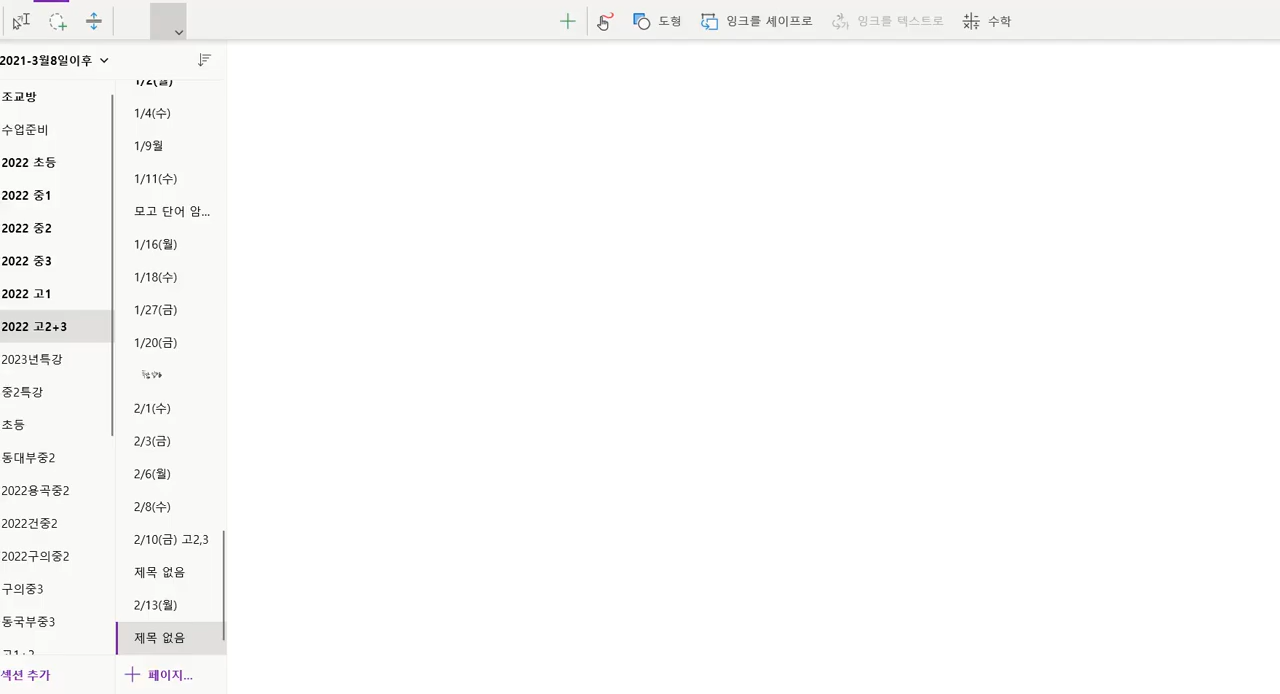 도형
잉크를 셰이프로
잉크를 텍스트로
수학
2021-3월8일이후
조교방
수업준비
2022 초등
2022 중1
2022 중2
2022 중3
2022 고1
2022 고2+3
2023년특강
중2특강
초등
동대부중2
2022용곡중2
2022건중2
2022구의중2
구의중3
동국부중3
고1+2
섹션 추가
1/2(월)
1/4(수)
1/9월
1/11(수)
모고 단어 암...
1/16(월)
1/18(수)
1/27(금)
1/20(금)
2/1(수)
2/3(금)
2/6(월)
2/8(수)
2/10(금) 고2,3
제목 없음
2/13(월)
제목 없음
페이지...